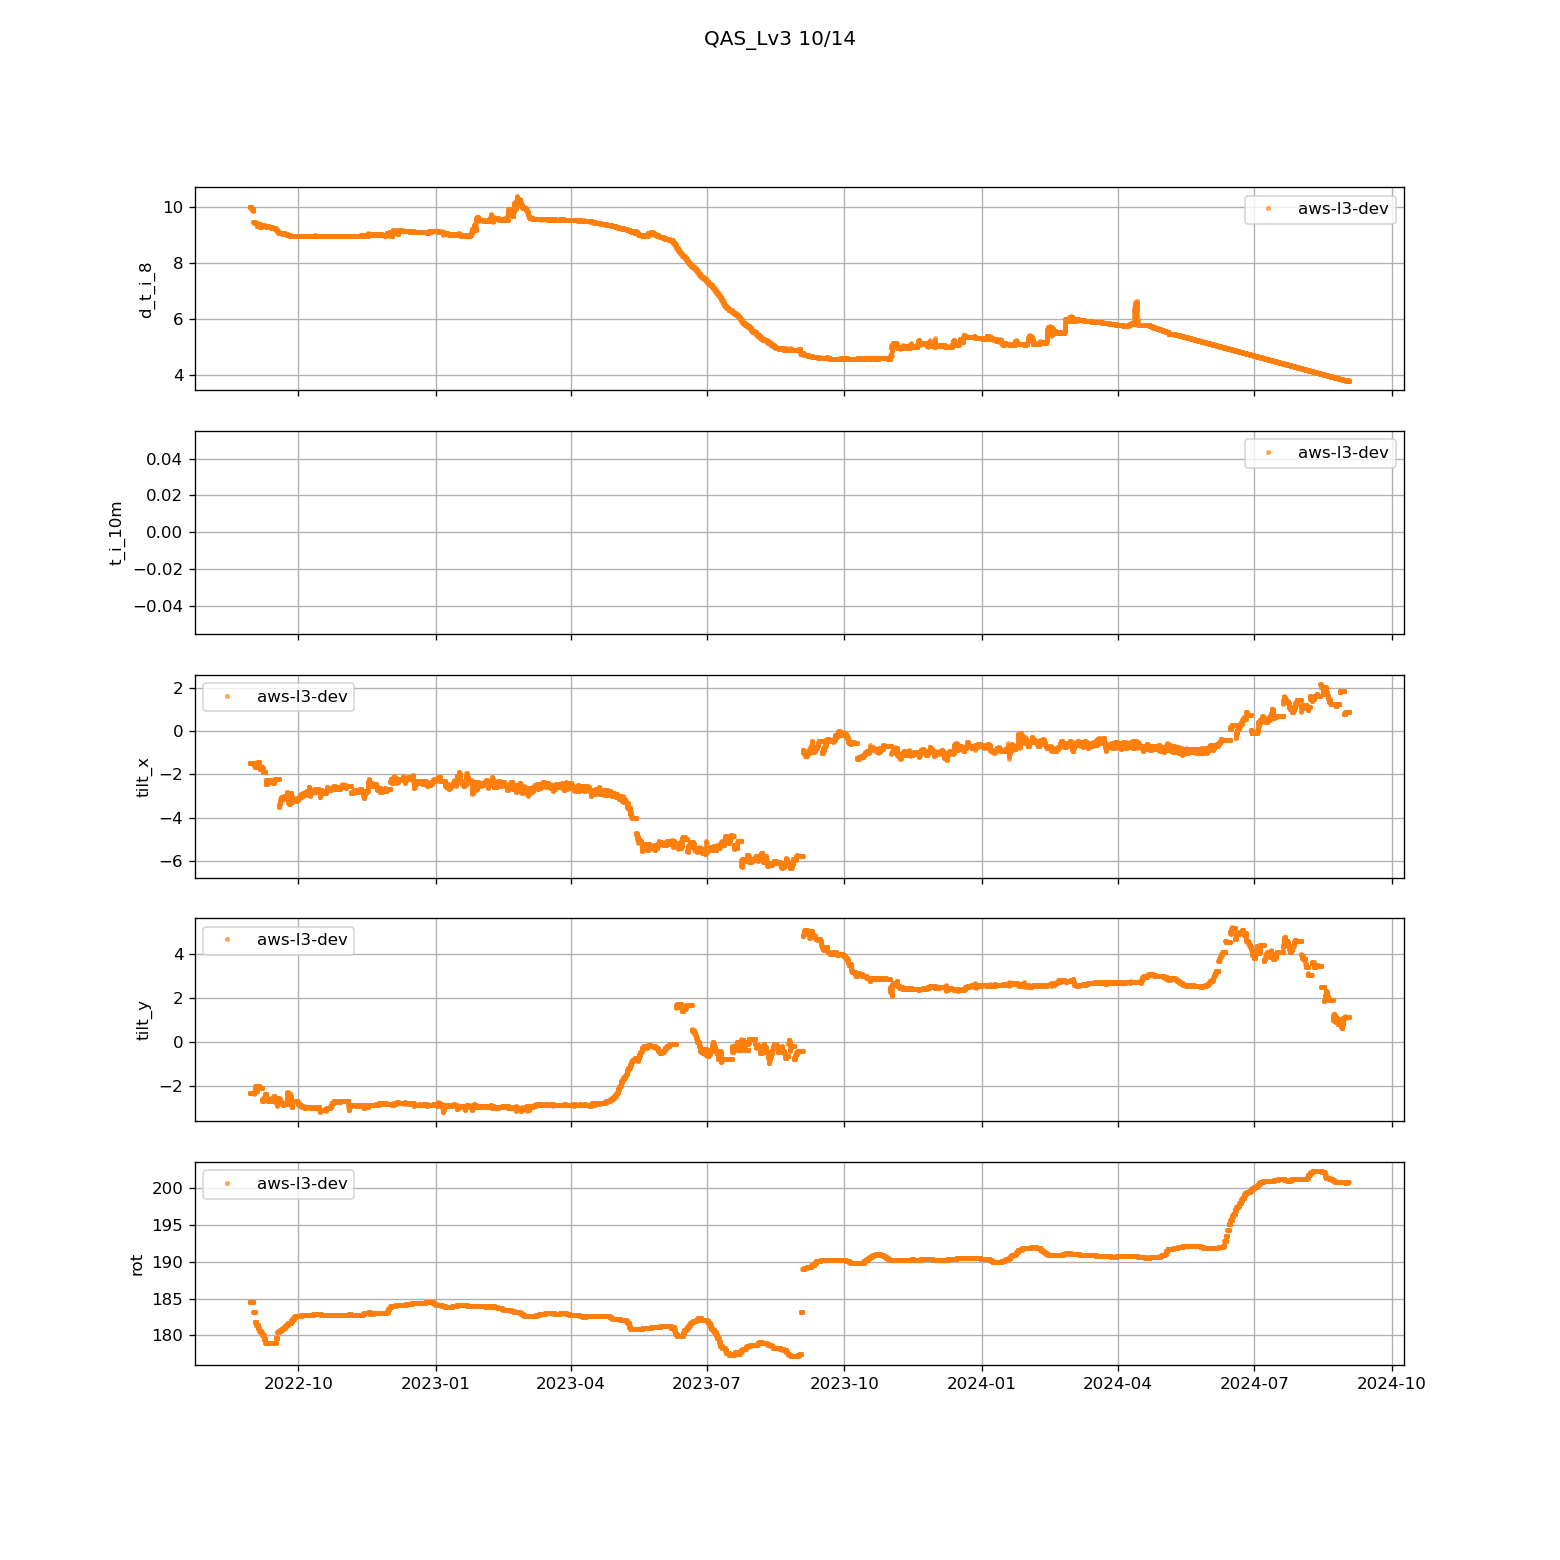 QAS_Lv3 10/14
10
8
6
4
d_t_i_8
aws-l3-dev
0.04
0.02
0.00
−0.02
−0.04
t_i_10m
aws-l3-dev
2
0
−2
−4
−6
tilt_x
aws-l3-dev
4
2
0
−2
tilt_y
aws-l3-dev
200
195
190
185
180
rot
aws-l3-dev
2022-10 2023-01 2023-04 2023-07 2023-10 2024-01 2024-04 2024-07 2024-10